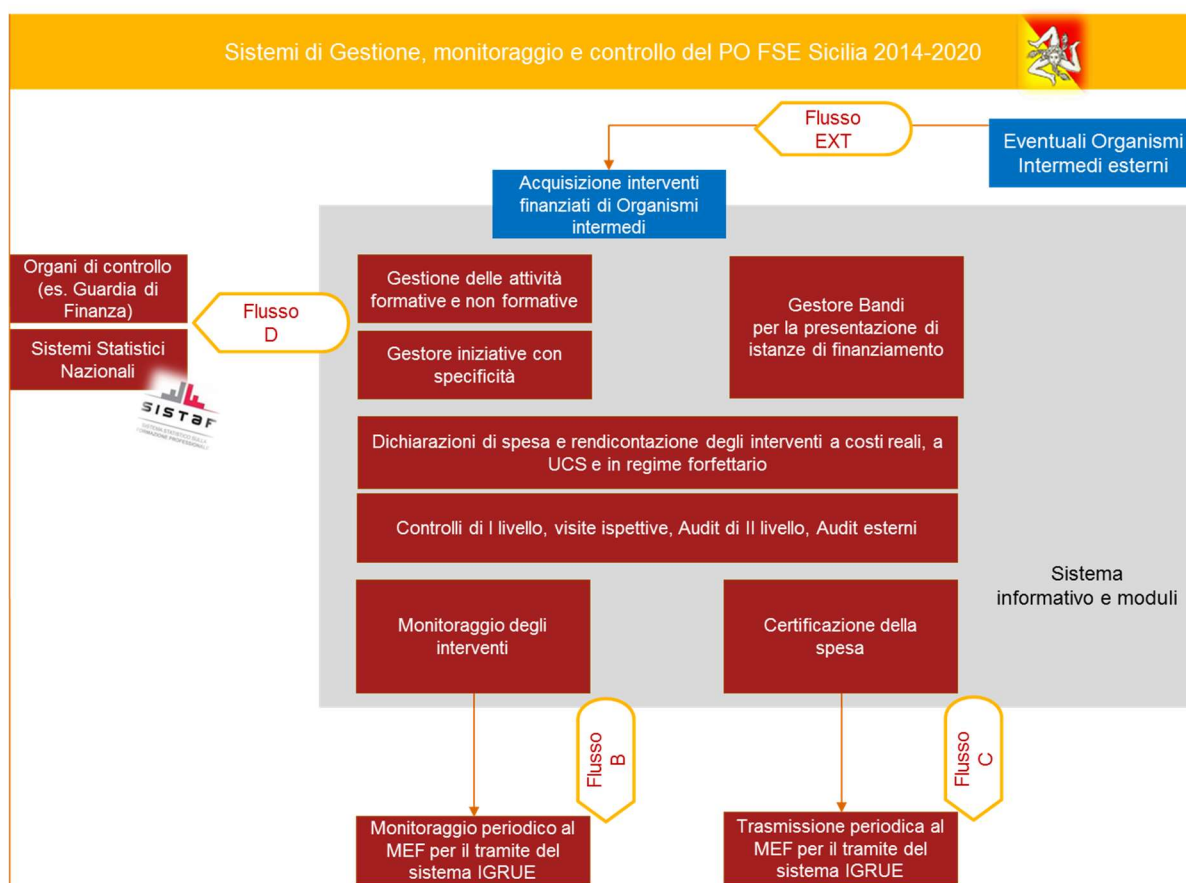 Sistemi di Gestione, monitoraggio e controllo del PO FSE Sicilia 2014-2020
Flusso
EXT
Eventuali Organismi
Intermedi esterni
Acquisizione interventi
finanziati di Organismi
intermedi
Organi di controllo
(es. Guardia di
Finanza)
Sistemi Statistici
Nazionali
SISTAF
SISTEMA STATISTICO SULLA
FORMAZIONE PROFESSIONALE
Flusso
D
Gestione delle attività
formative e non formative
Gestore iniziative con
specificità
Gestore Bandi
per la presentazione di
istanze di finanziamento
Dichiarazioni di spesa e rendicontazione degli interventi a costi reali, a
UCS e in regime forfettario
Controlli di I livello, visite ispettive, Audit di II livello, Audit esterni
Sistema
informativo e moduli
Monitoraggio degli
interventi
Certificazione della
spesa
Flusso
B
Flusso
C
Monitoraggio periodico al
MEF per il tramite del
sistema IGRUE
Trasmissione periodica al
MEF per il tramite del
sistema IGRUE